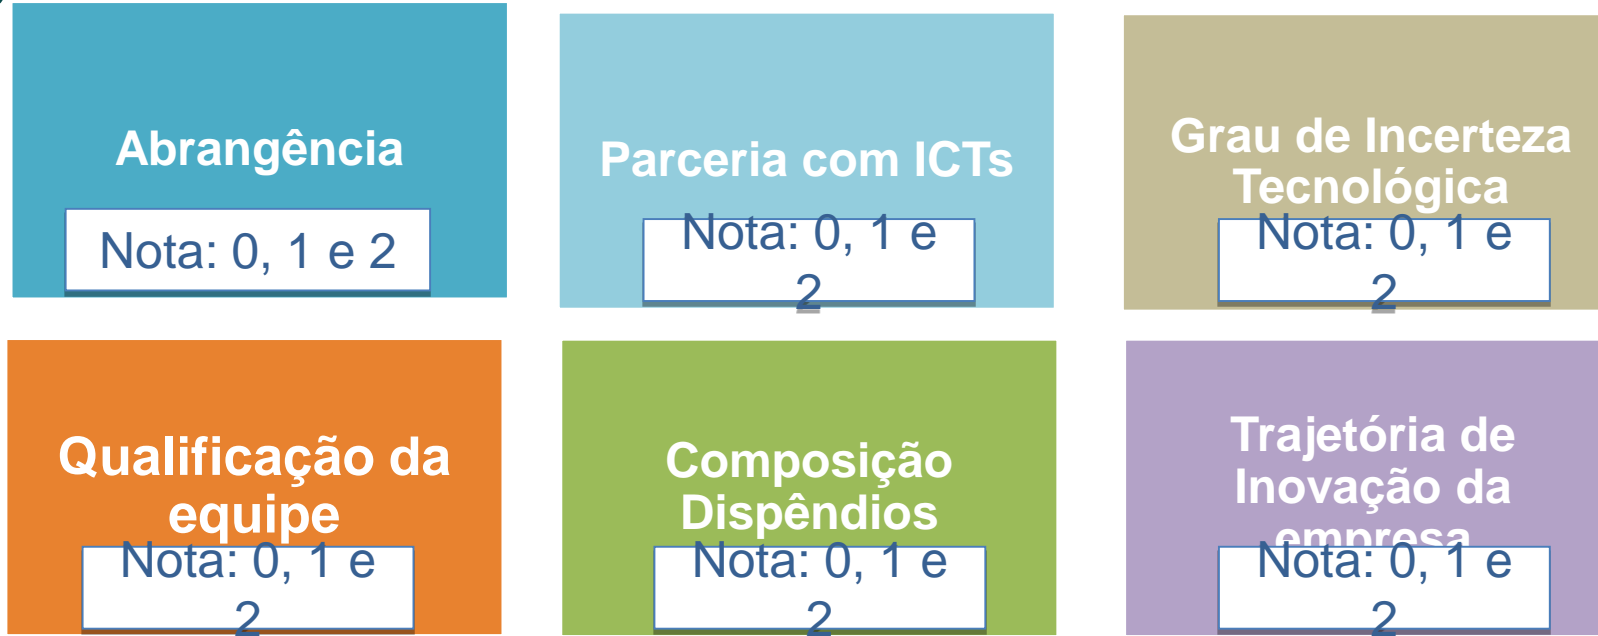 Abrangência
Nota: 0, 1 e 2
Parceria com ICTs
Nota: 0, 1 e
2
Grau de Incerteza
Tecnológica
Nota: 0, 1 e
2
Qualificação da
equipe
Nota: 0, 1 e
2
Composição
Dispêndios
Nota: 0, 1 e
2
Trajetória de
Inovação da
empresa
Nota: 0, 1 e
2